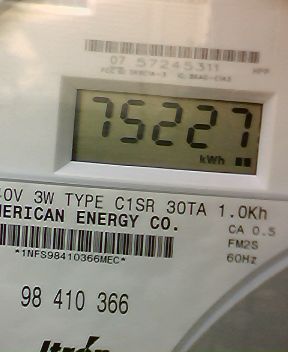 07 57245311
75227
kWh
0V 3W TYPE C1SR 30TA 1.0Kh
MERICAN ENERGY CO.
CA 0.5
FM2S
60Hz
*1NFS98410366MEC*
98 410 366
Itrón